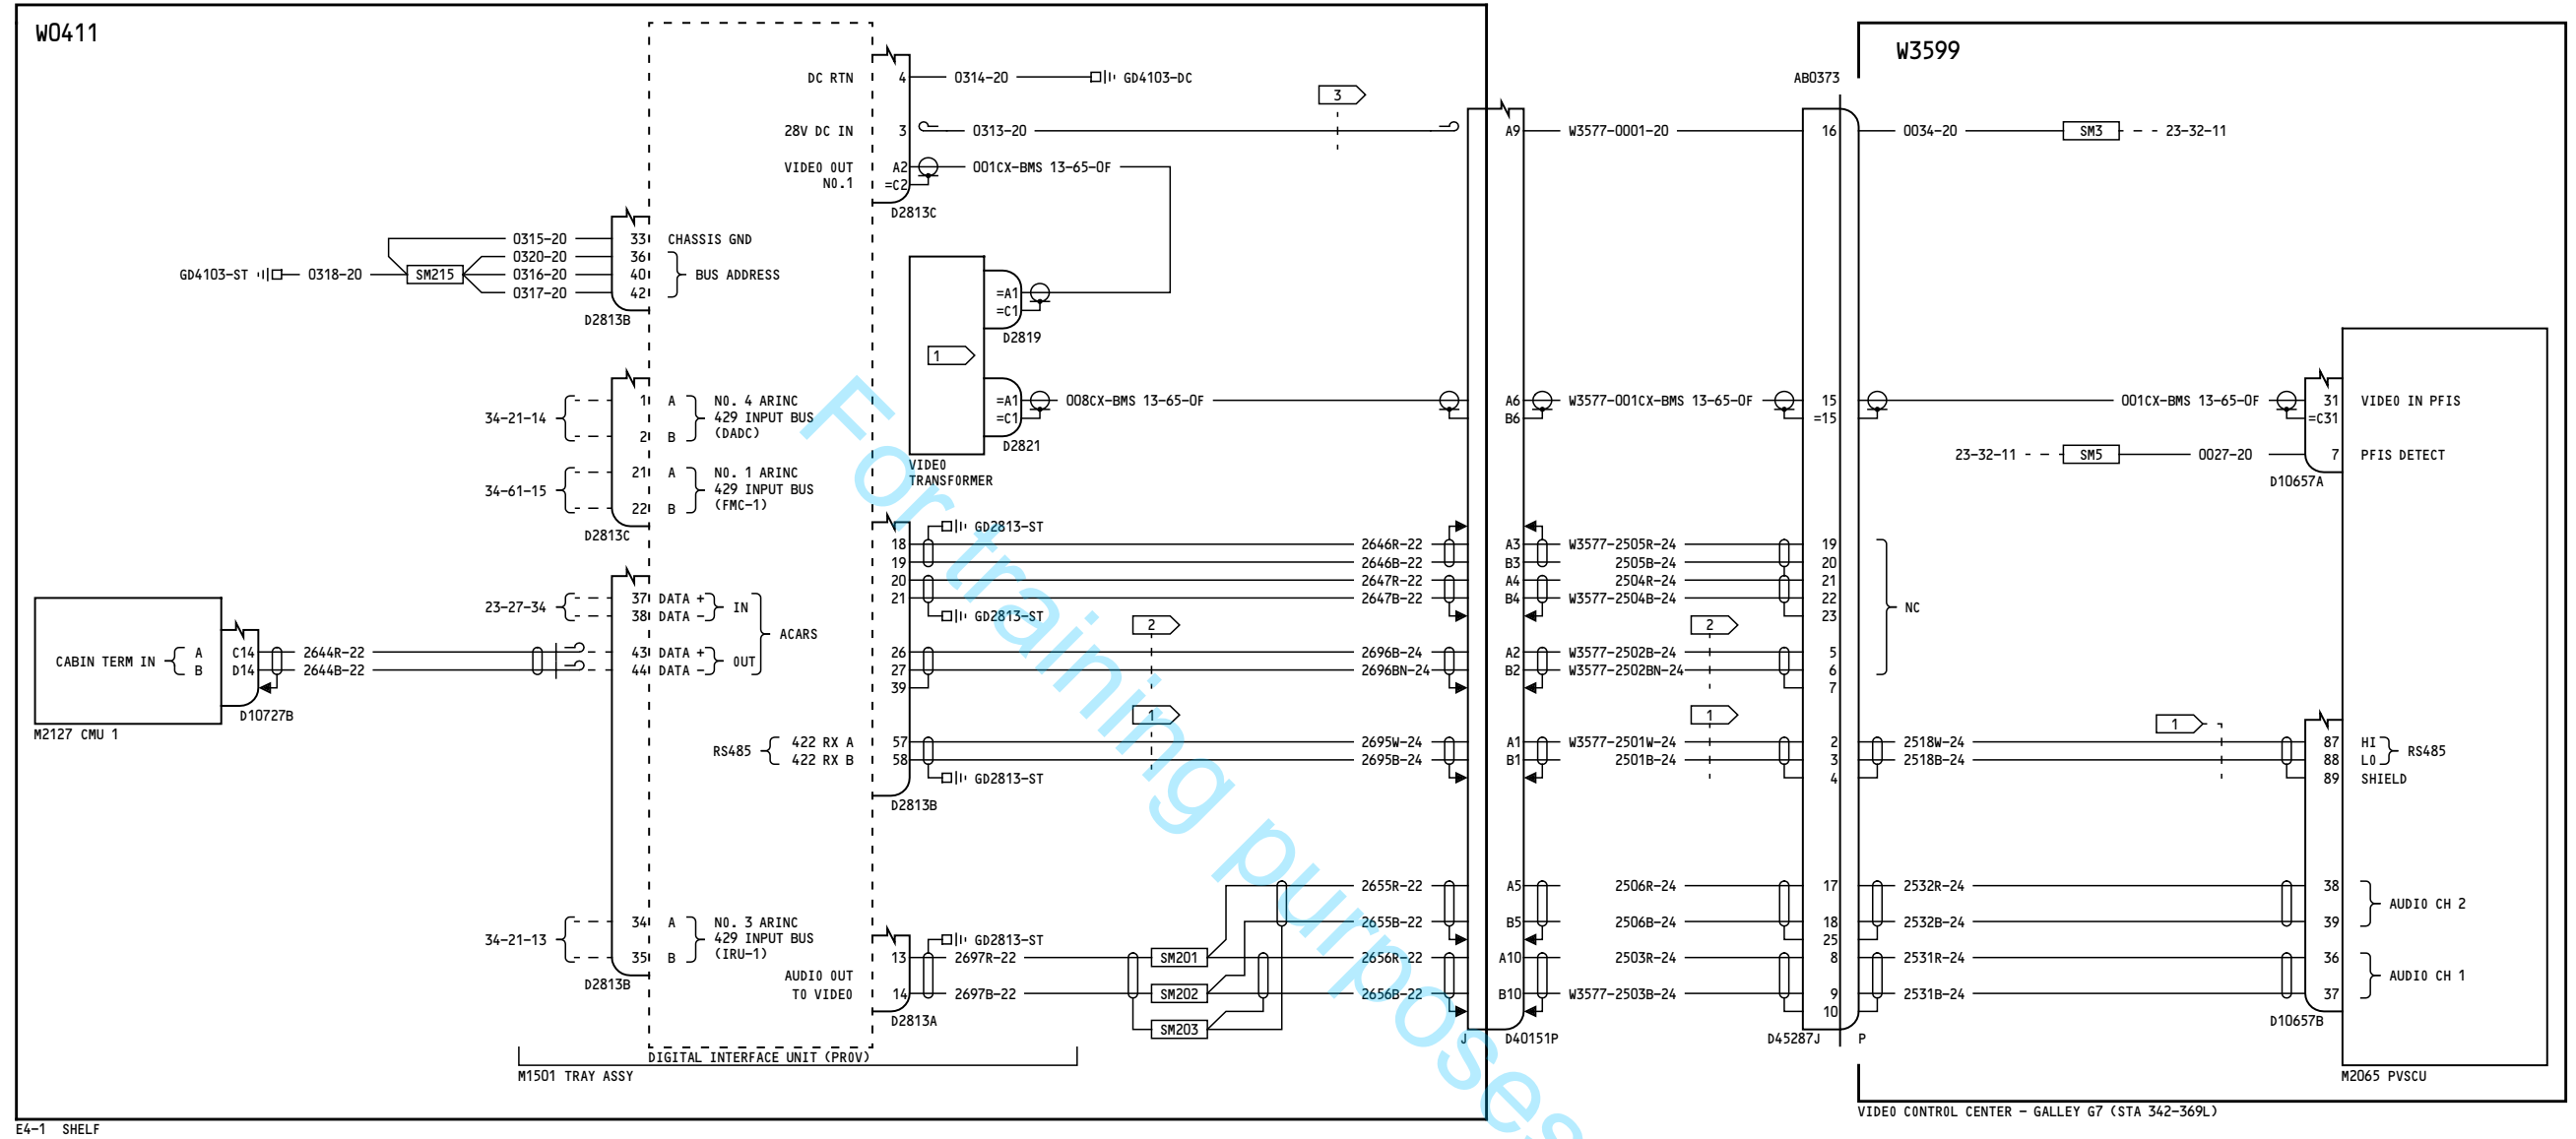 W0411
W3599
AB0373
DC RTN 4 0314-20 GD4103-DC
3
28V DC IN 3 0313-20 A9 W3577-0001-20 16 0034-20 SM3 23-32-11
VIDEO OUT A2 001CX-BMS 13-65-0F
NO.1 =C2
D2813C
0315-20 33 CHASSIS GND
0320-20 36
GD4103-ST 0318-20 SM215 0316-20 40 BUS ADDRESS
0317-20 42
D2813B
=A1
=C1
D2819
1
=A1 008CX-BMS 13-65-0F A6 W3577-001CX-BMS 13-65-0F 15 001CX-BMS 13-65-0F 31 VIDEO IN PFIS
=C1 B6 =15 =C31
D2821
VIDEO
TRANSFORMER
23-32-11 SM5 0027-20 7 PFIS DETECT
D10657A
1 A NO. 4 ARINC
34-21-14 429 INPUT BUS
2 B (DADC)
21 A NO. 1 ARINC
34-61-15 429 INPUT BUS
22 B (FMC-1)
D2813C
GD2813-ST
18 2646R-22 A3 W3577-2505R-24 19
19 2646B-22 B3 2505B-24 20
20 2647R-22 A4 2504R-24 21
21 2647B-22 B4 W3577-2504B-24 22
GD2813-ST 23
NC
2 2
26 2696B-24 A2 W3577-2502B-24 5
27 2696BN-24 B2 W3577-2502BN-24 6
39 7
23-27-34 37 DATA + IN
38 DATA -
ACARS
43 DATA + OUT
44 DATA -
CABIN TERM IN A C14 2644R-22
B D14 2644B-22
D10727B
M2127 CMU 1
1 1 1
RS485 422 RX A 57 2695W-24 A1 W3577-2501W-24 2 2518W-24 87 HI RS485
422 RX B 58 2695B-24 B1 2501B-24 3 2518B-24 88 LO
GD2813-ST 4 89 SHIELD
D2813B
2655R-22 A5 2506R-24 17 2532R-24 38
AUDIO CH 2
2655B-22 B5 2506B-24 18 2532B-24 39
25
34 A NO. 3 ARINC
34-21-13 429 INPUT BUS
35 B (IRU-1)
D2813B
GD2813-ST
13 2697R-22 SM201 2656R-22 A10 2503R-24 8 2531R-24 36
AUDIO OUT AUDIO CH 1
TO VIDEO 14 2697B-22 SM202 2656B-22 B10 W3577-2503B-24 9 2531B-24 37
10
D2813A SM203 D10657B
J D40151P D45287J P
DIGITAL INTERFACE UNIT (PROV)
M1501 TRAY ASSY
M2065 PVSCU
VIDEO CONTROL CENTER - GALLEY G7 (STA 342-369L)
E4-1 SHELF
For training purposes